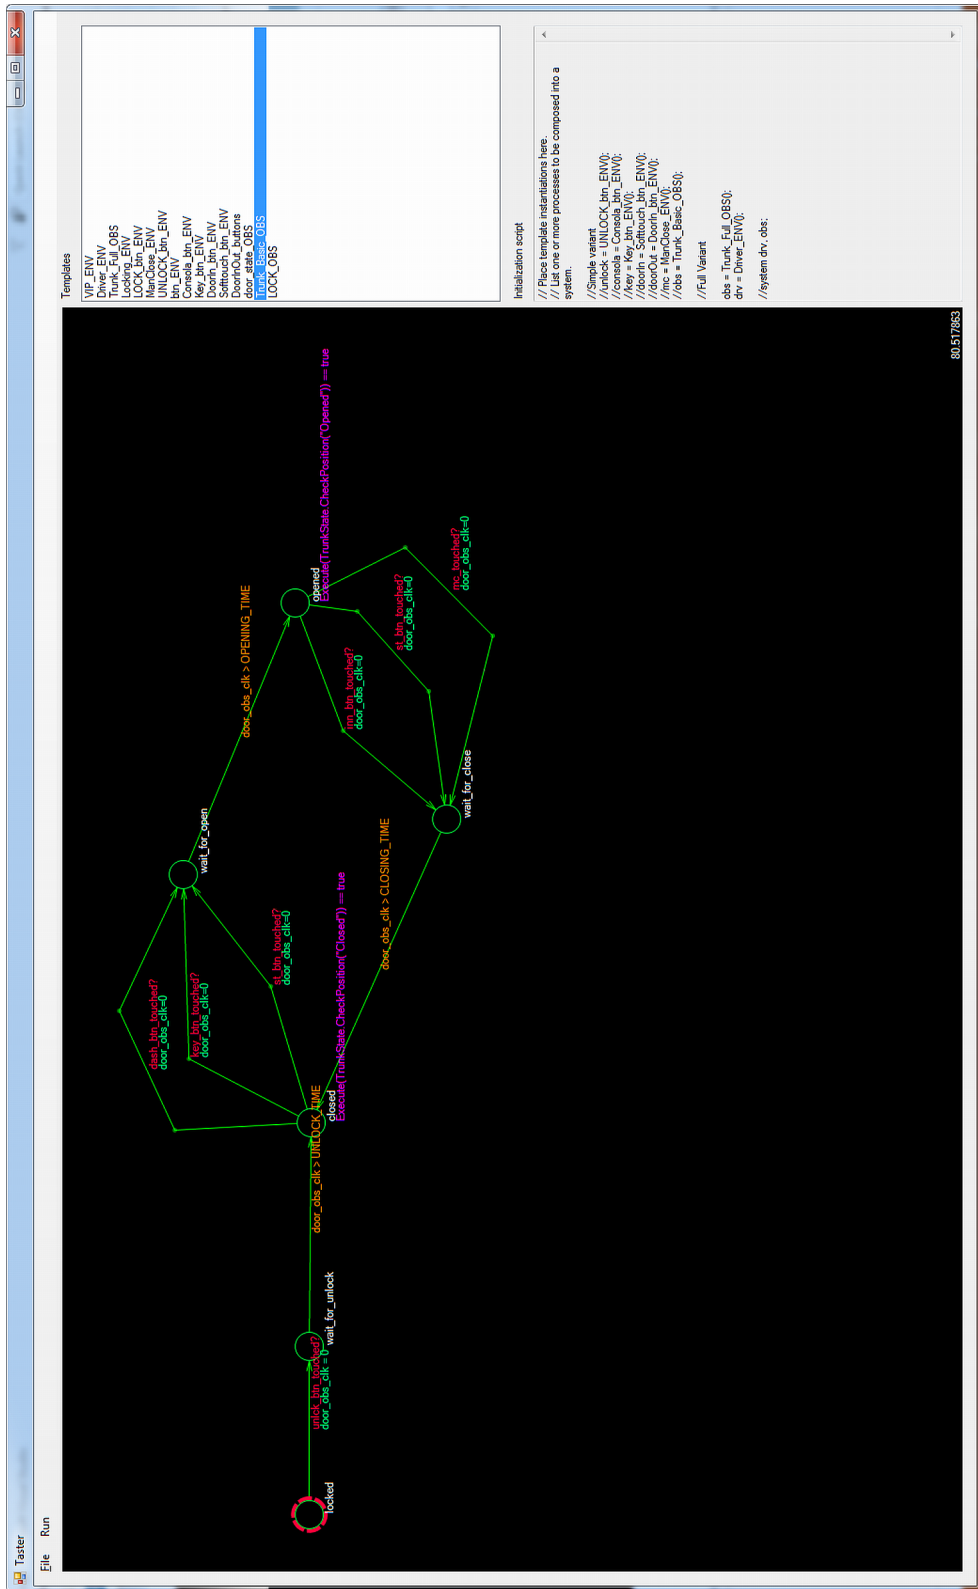 Taster
File Run
locked
unlck_btn_touched?
door_obs_clk = 0
wait_for_unlock
door_obs_clk > UNLOCK_TIME
closed
Execute(TrunkState.CheckPosition("Closed")) == true
dash_btn_touched?
door_obs_clk=0
key_btn_touched?
door_obs_clk=0
st_btn_touched?
door_obs_clk=0
wait_for_open
door_obs_clk > OPENING_TIME
opened
Execute(TrunkState.CheckPosition("Opened")) == true
inn_btn_touched?
door_obs_clk=0
st_btn_touched?
door_obs_clk=0
mc_touched?
door_obs_clk=0
wait_for_close
door_obs_clk > CLOSING_TIME
80.517863
Templates
VIP_ENV
Driver_ENV
Trunk_Full_OBS
Locking_ENV
LOCK_btn_ENV
ManClose_ENV
UNLOCK_btn_ENV
btn_ENV
Consola_btn_ENV
Key_btn_ENV
DoorIn_btn_ENV
Softtouch_btn_ENV
DoorInOut_buttons
door_state_OBS
Trunk_Basic_OBS
LOCK_OBS
Initialization script
// Place template instantiations here.
// List one or more processes to be composed into a
system.
//Simple variant
//unlock = UNLOCK_btn_ENV();
//consola = Consola_btn_ENV();
//key = Key_btn_ENV();
//doorIn = Softtouch_btn_ENV();
//doorOut = DoorIn_btn_ENV();
//mc = ManClose_ENV();
//obs = Trunk_Basic_OBS();
//Full Variant
obs = Trunk_Full_OBS();
drv = Driver_ENV();
//system drv, obs;